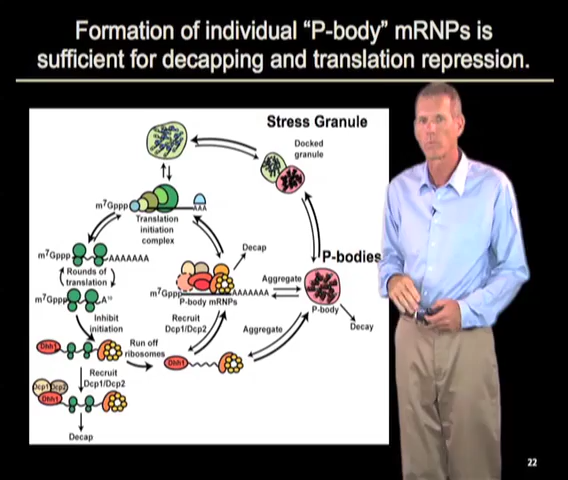 Formation of individual “P-body” mRNPs is
sufficient for decapping and translation repression.
Stress Granule
Docked
granule
m⁷Gppp
AAA
Translation
initiation
complex
Decap
P-bodies
m⁷Gppp AAAAAAA
Rounds of
translation
m⁷Gppp
Aggregate
m⁷Gppp AAAAAAA
P-body mRNPs
P-body
Decay
Inhibit
initiation
Recruit
Dcp1/Dcp2
Aggregate
Dhh1
Run off
ribosomes
Dhh1
Recruit
Dcp1/Dcp2
Dcp1 Dcp2
Dhh1
Decap
22